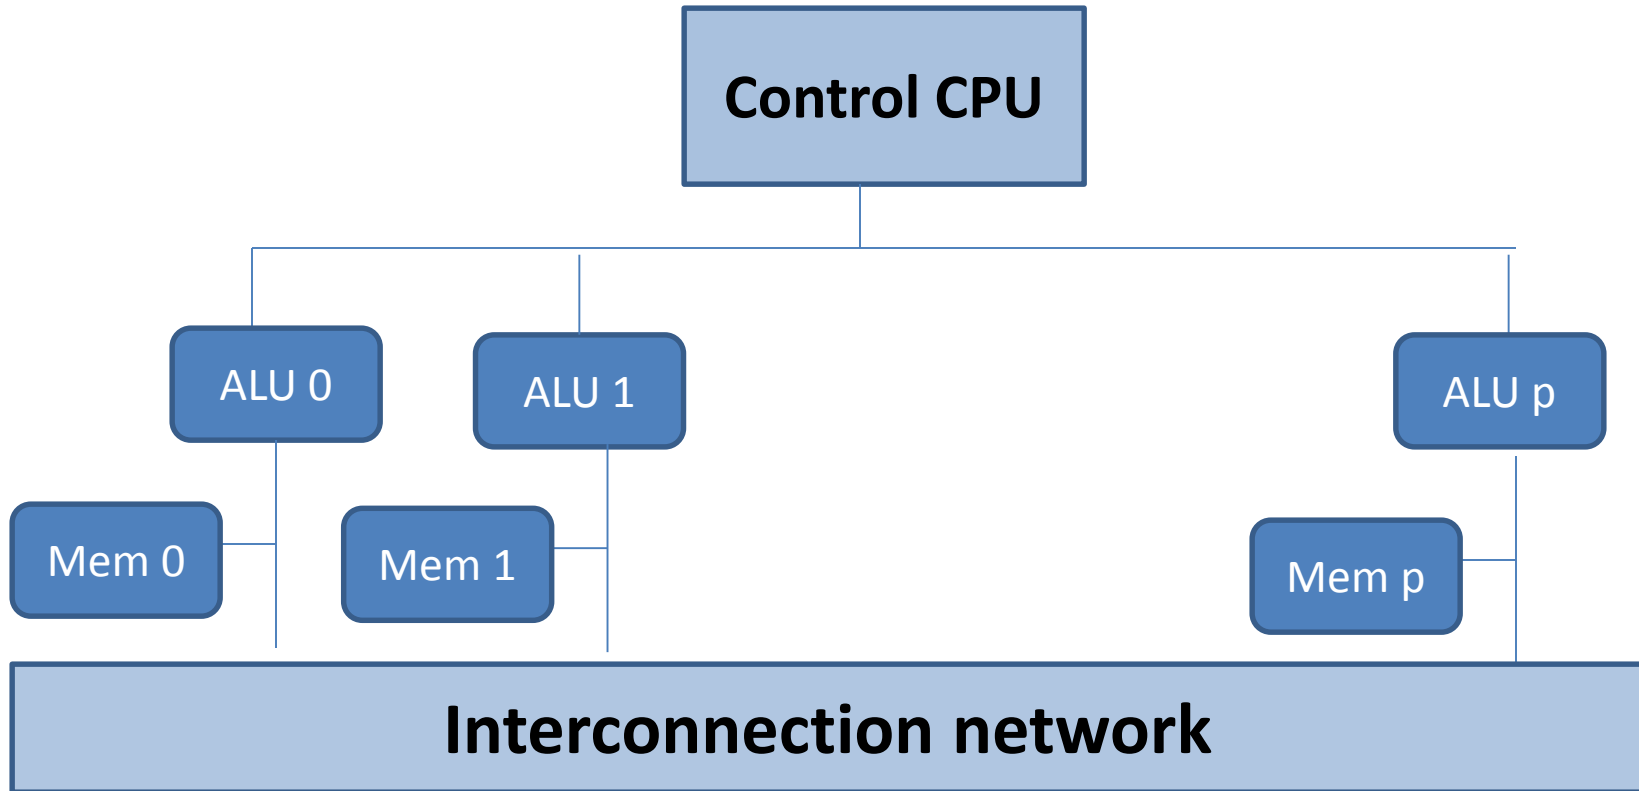 Control CPU
ALU 0
ALU 1
ALU p
Mem 0
Mem 1
Mem p
Interconnection network